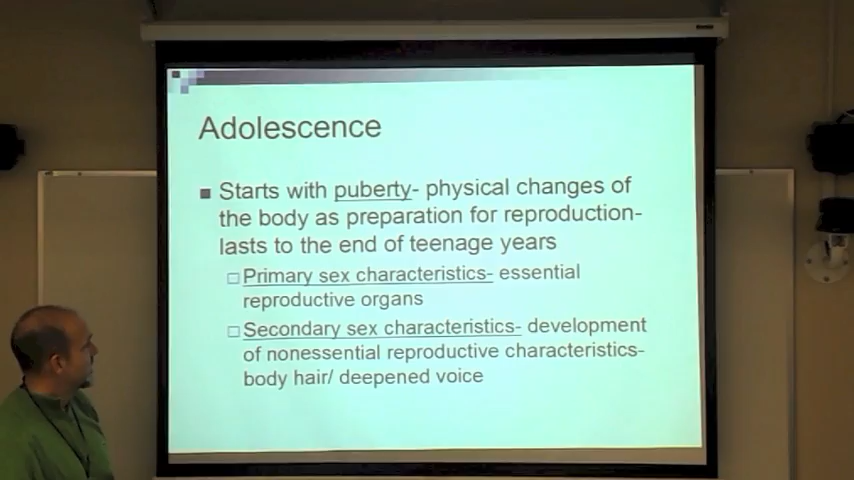 Adolescence
Starts with puberty- physical changes of
the body as preparation for reproduction-
lasts to the end of teenage years
Primary sex characteristics- essential
reproductive organs
Secondary sex characteristics- development
of nonessential reproductive characteristics-
body hair/ deepened voice